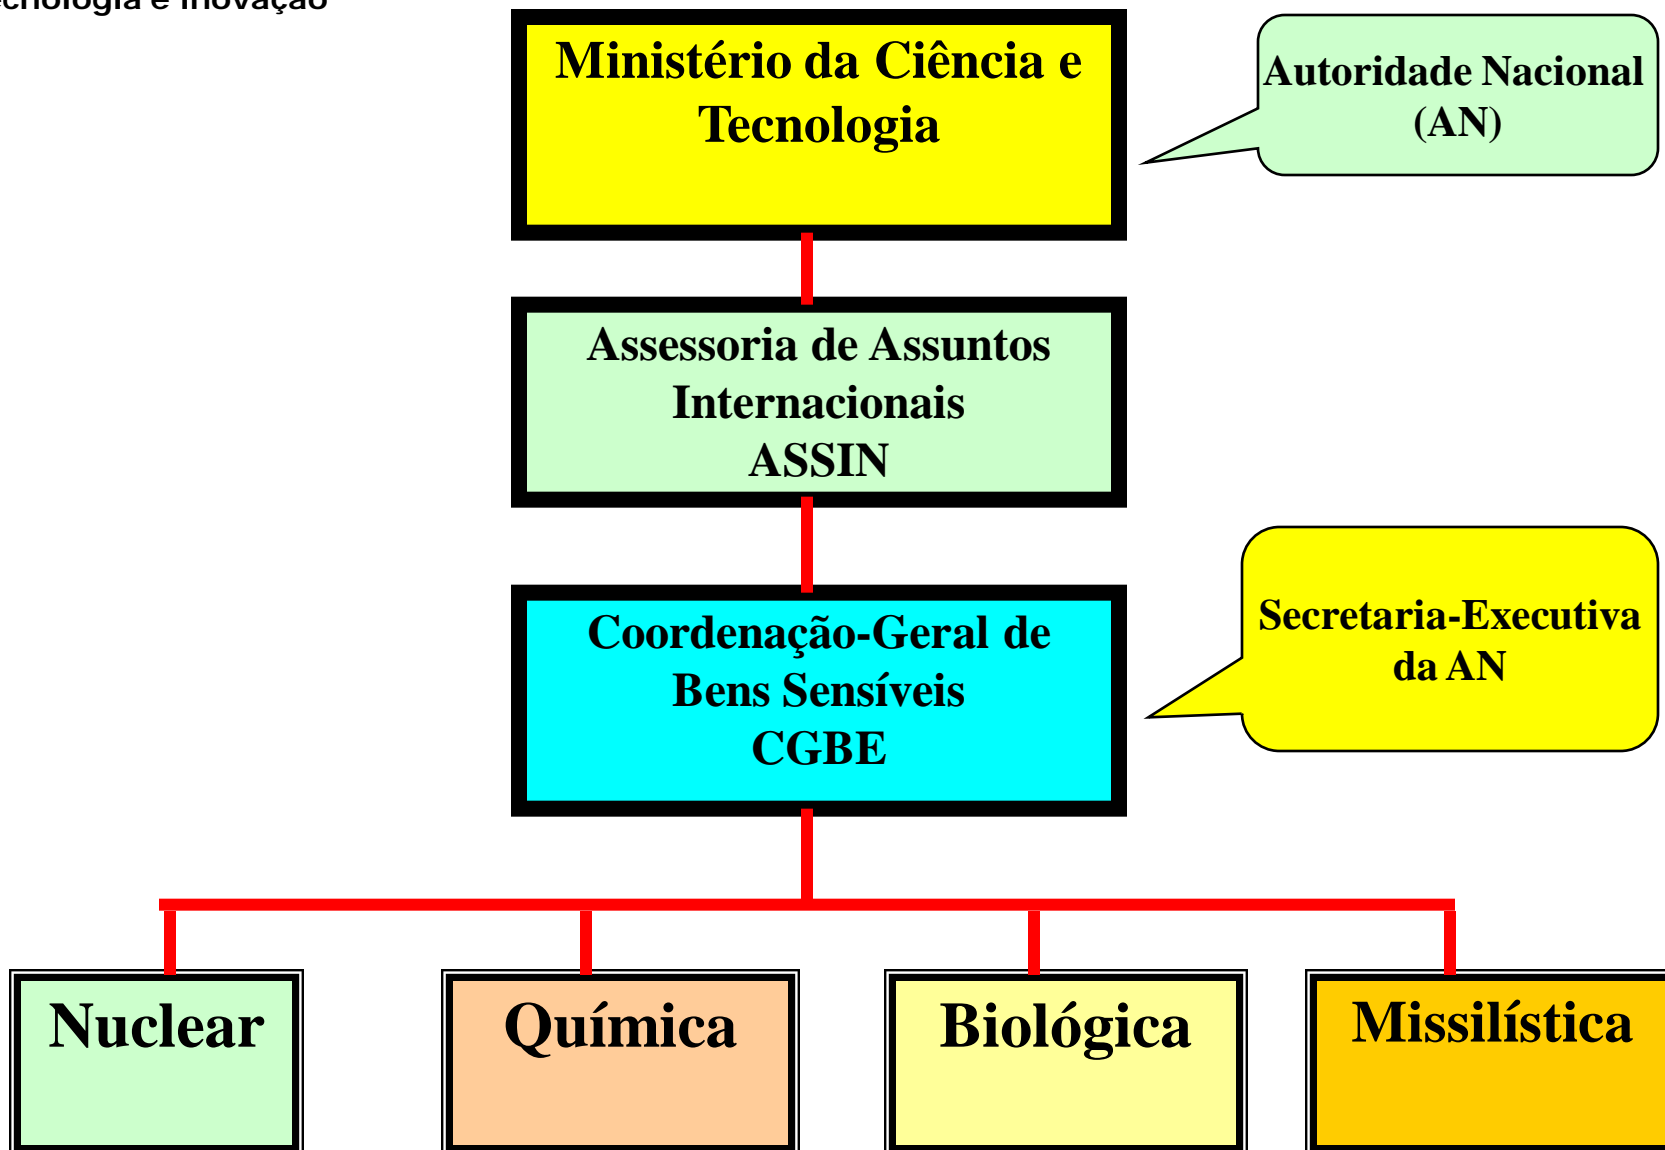 e Inovação
Ministério da Ciência e
Tecnologia
Autoridade Nacional
(AN)
Assessoria de Assuntos
Internacionais
ASSIN
Coordenação-Geral de
Bens Sensíveis
CGBE
Secretaria-Executiva
da AN
Nuclear
Química
Biológica
Missilística